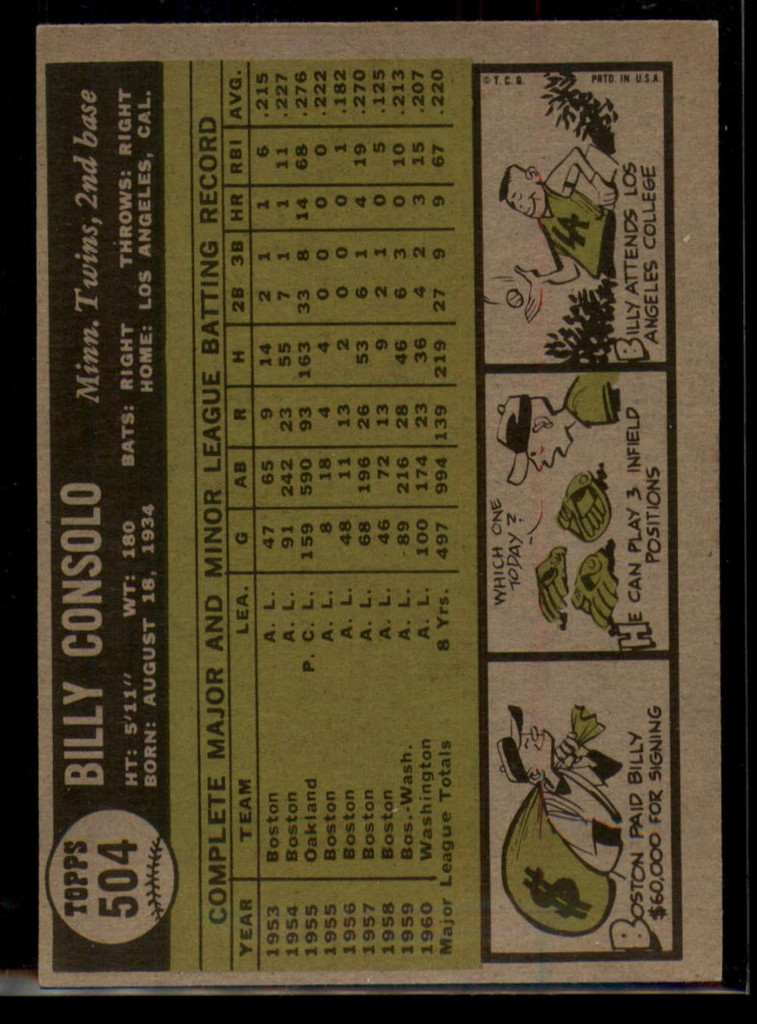 TOPPS
504
BILLY CONSOLO Minn. Twins, 2nd base
HT: 5'11" WT: 180 BATS: RIGHT THROWS: RIGHT
BORN: AUGUST 18, 1934 HOME: LOS ANGELES, CAL.
COMPLETE MAJOR AND MINOR LEAGUE BATTING RECORD
YEAR TEAM LEA. G AB R H 2B 3B HR RBI AVG.
1953 Boston A. L. 47 65 9 14 2 1 1 6 .215
1954 Boston A. L. 91 242 23 55 7 1 1 11 .227
1955 Oakland P. C. L. 159 590 93 163 33 8 14 68 .276
1955 Boston A. L. 8 18 4 4 0 0 0 0 .222
1956 Boston A. L. 48 11 13 2 0 0 0 1 .182
1957 Boston A. L. 68 196 26 53 6 1 4 19 .270
1958 Boston A. L. 46 72 13 9 2 1 0 5 .125
1959 Bos.-Wash. A. L. 89 216 28 46 6 3 0 10 .213
1960 Washington A. L. 100 174 23 36 4 2 3 15 .207
Major League Totals 8 Yrs. 497 994 139 219 27 9 9 67 .220
$
BOSTON PAID BILLY
$60,000 FOR SIGNING
WHICH ONE
TODAY?
HE CAN PLAY 3 INFIELD
POSITIONS
© T. C. G. PRTD. IN U.S.A.
44
BILLY ATTENDS LOS
ANGELES COLLEGE